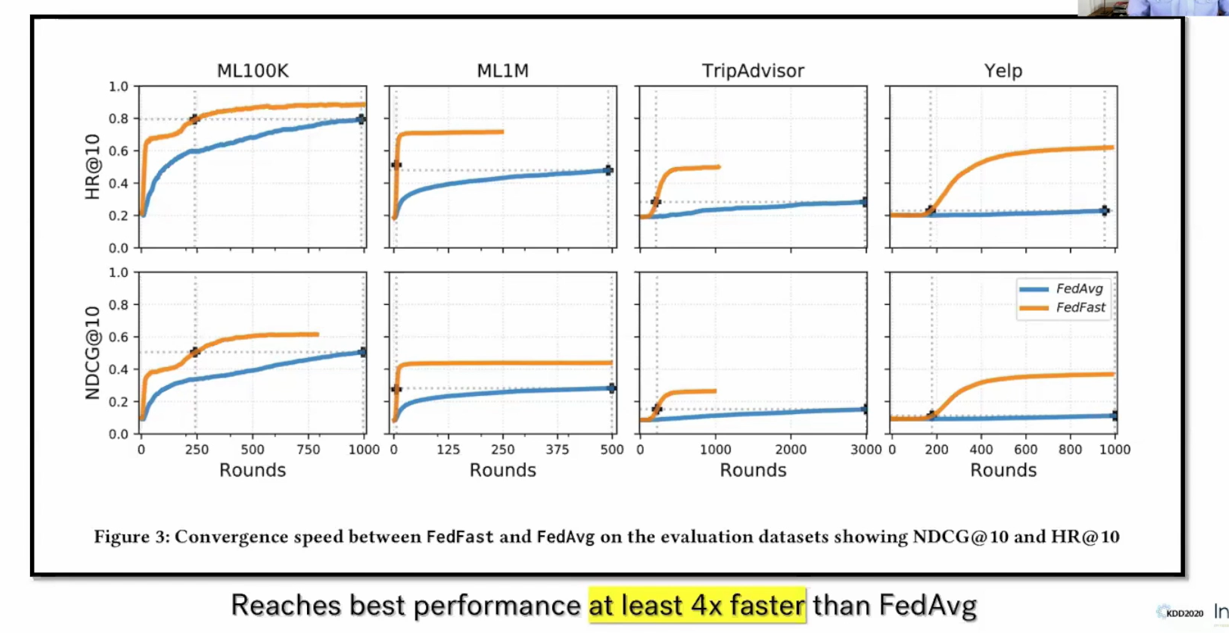 ML100K
ML1M
TripAdvisor
Yelp
HR@10
1.0
0.8
0.6
0.4
0.2
0.0
NDCG@10
1.0
0.8
0.6
0.4
0.2
0.0
FedAvg
FedFast
0 250 500 750 1000
0 125 250 375 500
0 1000 2000 3000
0 200 400 600 800 1000
Rounds
Rounds
Rounds
Rounds
Figure 3: Convergence speed between FedFast and FedAvg on the evaluation datasets showing NDCG@10 and HR@10
Reaches best performance at least 4x faster than FedAvg
KDD2020